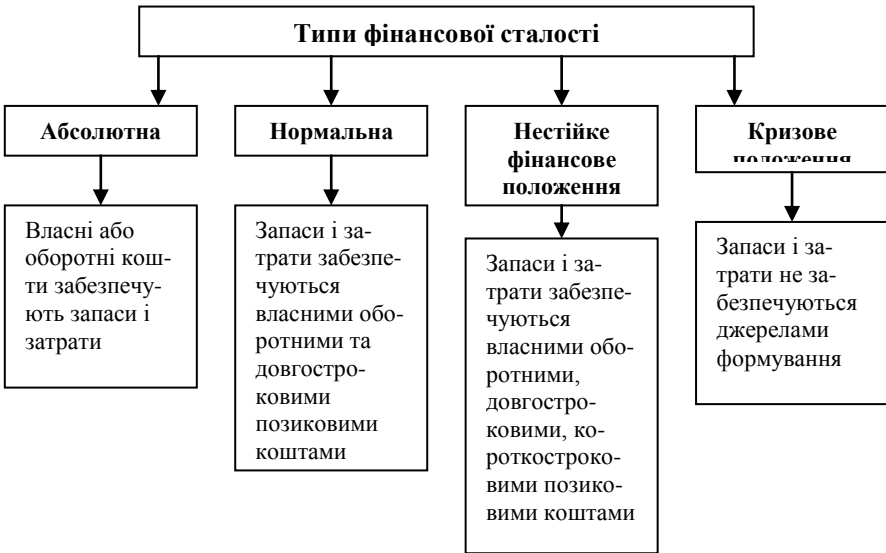 Типи фінансової сталості
Абсолютна
Нормальна
Нестійке
фінансове
положення
Кризове
положення
Власні або
оборотні кош-
ти забезпечу-
ють запаси і
затрати
Запаси і за-
трати забезпе-
чуються
власними обо-
ротними та
довгостро-
ковими
позиковими
коштами
Запаси і за-
трати забезпе-
чуються
власними обо-
ротними,
довгостро-
ковими, ко-
роткостроко-
вими позико-
вими коштами
Запаси і за-
трати не за-
безпечуються
джерелами
формування